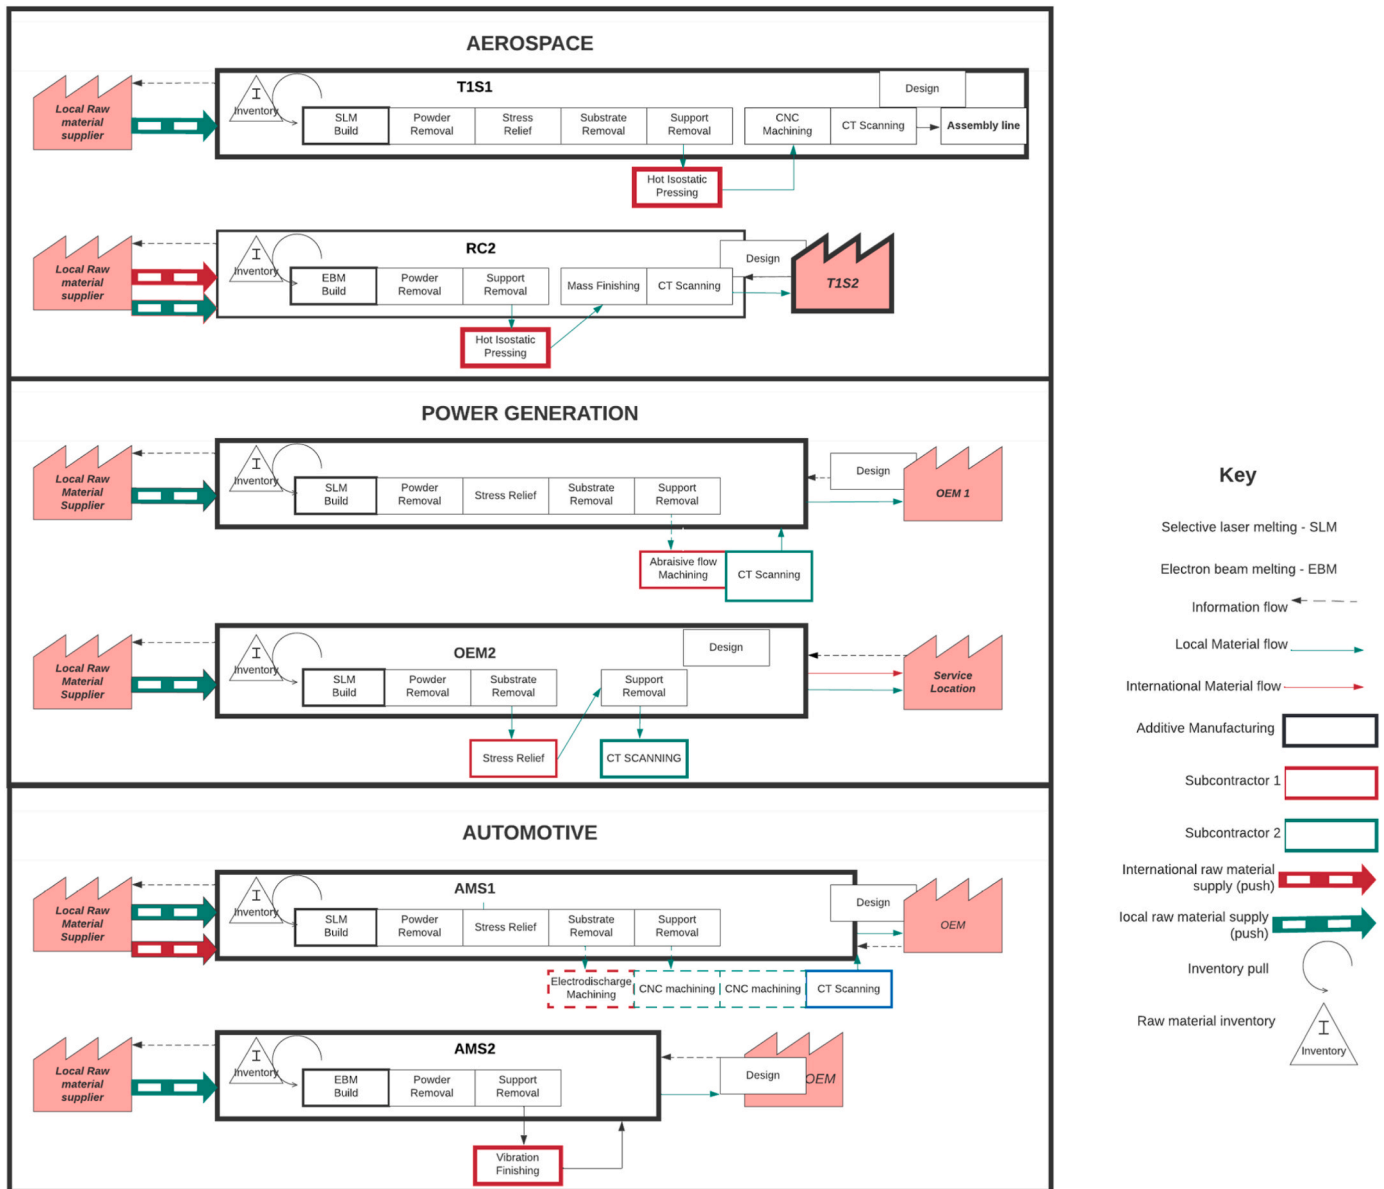 AEROSPACE
Local Raw
material
supplier
I
Inventory
T1S1
Design
SLM
Build
Powder
Removal
Stress
Relief
Substrate
Removal
Support
Removal
CNC
Machining
CT Scanning
Assembly line
Hot Isostatic
Pressing
Local Raw
material
supplier
I
Inventory
RC2
Design
EBM
Build
Powder
Removal
Support
Removal
Mass Finishing
CT Scanning
T1S2
Hot Isostatic
Pressing
POWER GENERATION
Local Raw
Material
Supplier
I
Inventory
SLM
Build
Powder
Removal
Stress Relief
Substrate
Removal
Support
Removal
Design
OEM 1
Abraisive flow
Machining
CT Scanning
Local Raw
Material
Supplier
I
Inventory
OEM2
Design
SLM
Build
Powder
Removal
Substrate
Removal
Support
Removal
Service
Location
Stress Relief
CT SCANNING
AUTOMOTIVE
Local Raw
Material
Supplier
I
Inventory
AMS1
SLM
Build
Powder
Removal
Stress Relief
Substrate
Removal
Support
Removal
Design
OEM
Electrodischarge
Machining
CNC machining
CNC machining
CT Scanning
Local Raw
material
supplier
I
Inventory
AMS2
EBM
Build
Powder
Removal
Support
Removal
Design
OEM
Vibration
Finishing
Key
Selective laser melting - SLM
Electron beam melting - EBM
Information flow
Local Material flow
International Material flow
Additive Manufacturing
Subcontractor 1
Subcontractor 2
International raw material
supply (push)
local raw material supply
(push)
Inventory pull
Raw material inventory
I
Inventory